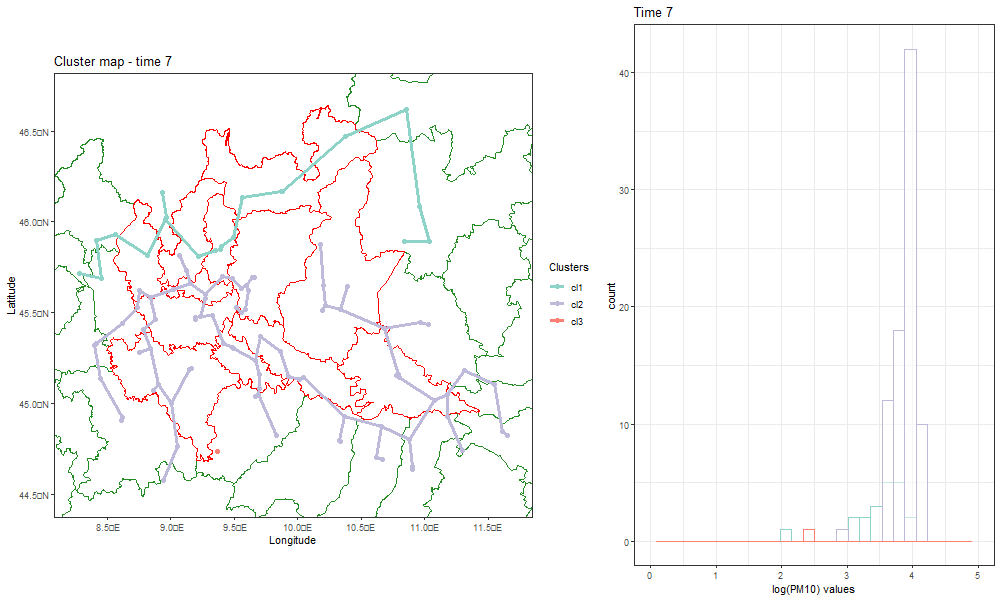 Cluster map - time 7
46.5□N
46.0□N
45.5□N
45.0□N
44.5□N
Latitude
8.5□E 9.0□E 9.5□E 10.0□E 10.5□E 11.0□E 11.5□E
Longitude
Clusters
cl1
cl2
cl3
Time 7
40
30
20
10
0
count
0 1 2 3 4 5
log(PM10) values